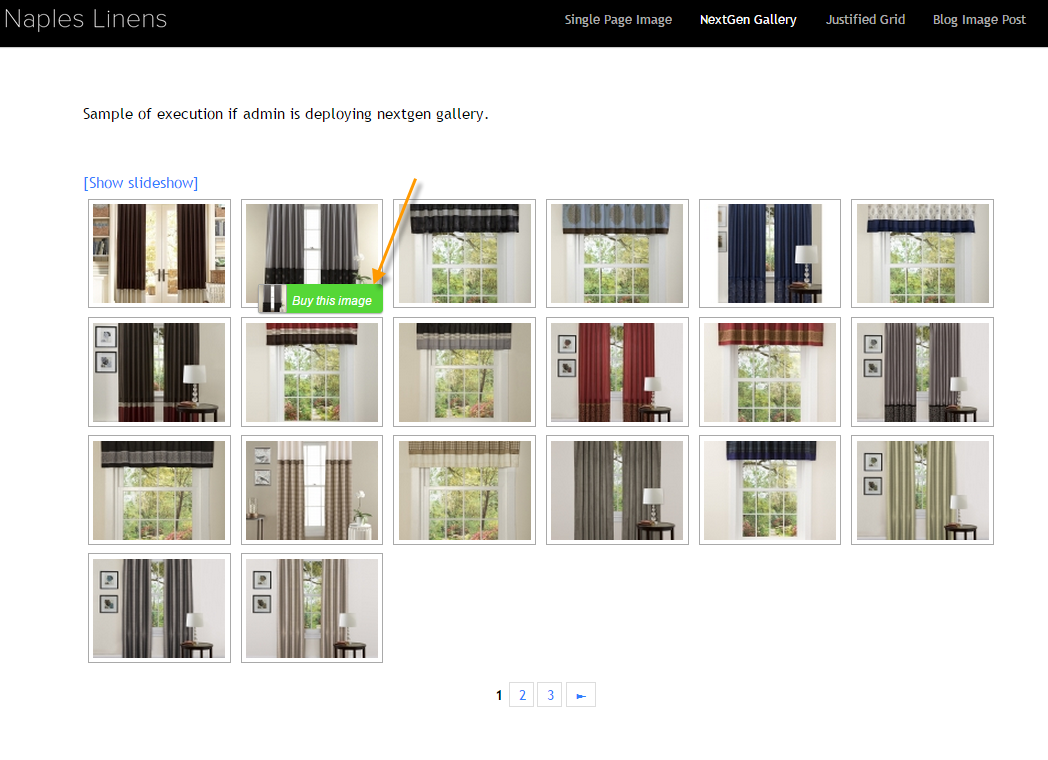 Naples Linens
Single Page Image NextGen Gallery Justified Grid Blog Image Post
Sample of execution if admin is deploying nextgen gallery.
[Show slideshow]
Buy this image
1 2 3 ►